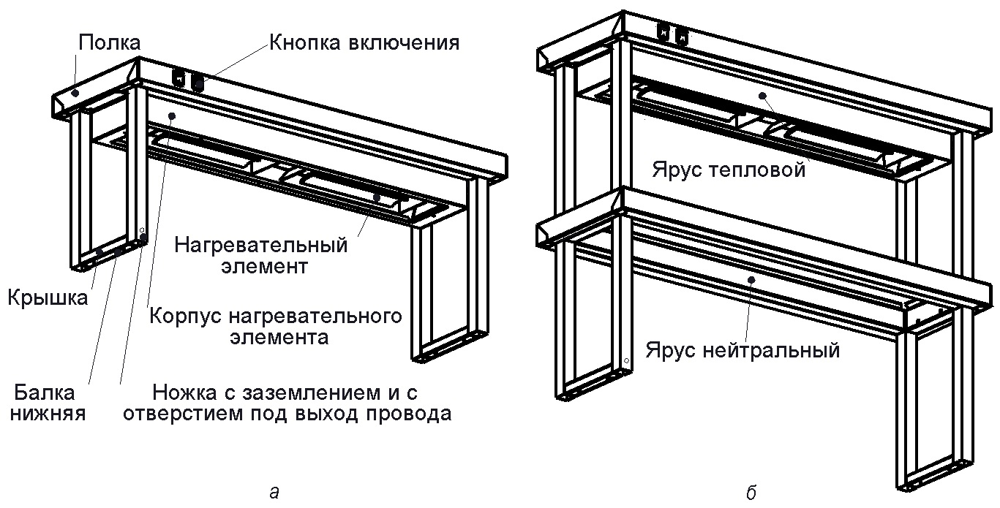 Полка
Кнопка включения
Нагревательный
элемент
Крышка
Корпус нагревательного
элемента
Балка
нижняя
Ножка с заземлением и с
отверстием под выход провода
а
Ярус тепловой
Ярус нейтральный
б